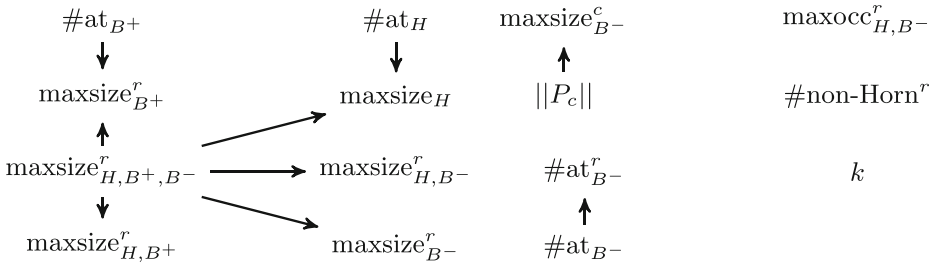 #at_{B^+} #at_H maxsize^c_{B^-} maxocc^r_{H,B^-}
maxsize^r_{B^+} maxsize_H ||P_c|| #non-Horn^r
maxsize^r_{H,B^+,B^-} maxsize^r_{H,B^-} #at^r_{B^-} k
maxsize^r_{H,B^+} maxsize^r_{B^-} #at_{B^-}